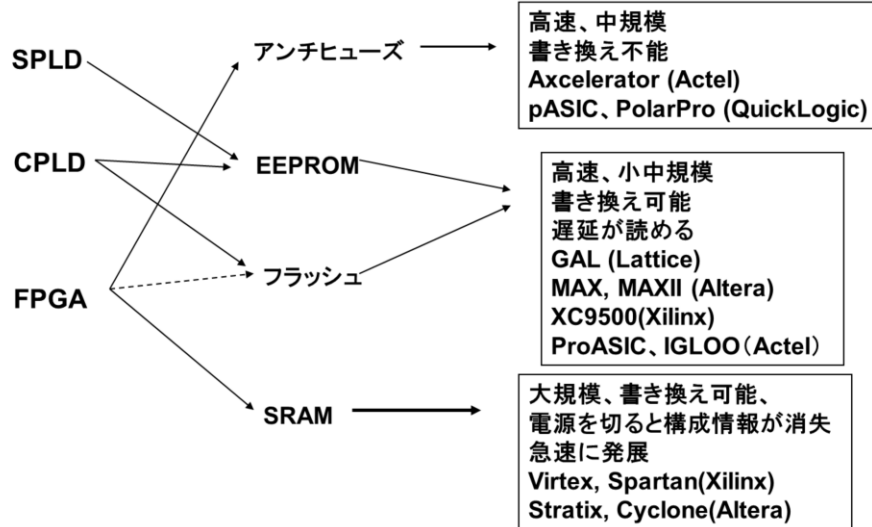 SPLD
CPLD
FPGA
アンチヒューズ
EEPROM
フラッシュ
SRAM
高速、中規模
書き換え不能
Axcelerator (Actel)
pASIC、PolarPro (QuickLogic)
高速、小中規模
書き換え可能
遅延が読める
GAL (Lattice)
MAX, MAXII (Altera)
XC9500(Xilinx)
ProASIC、IGLOO（Actel）
大規模、書き換え可能、
電源を切ると構成情報が消失
急速に発展
Virtex, Spartan(Xilinx)
Stratix, Cyclone(Altera)